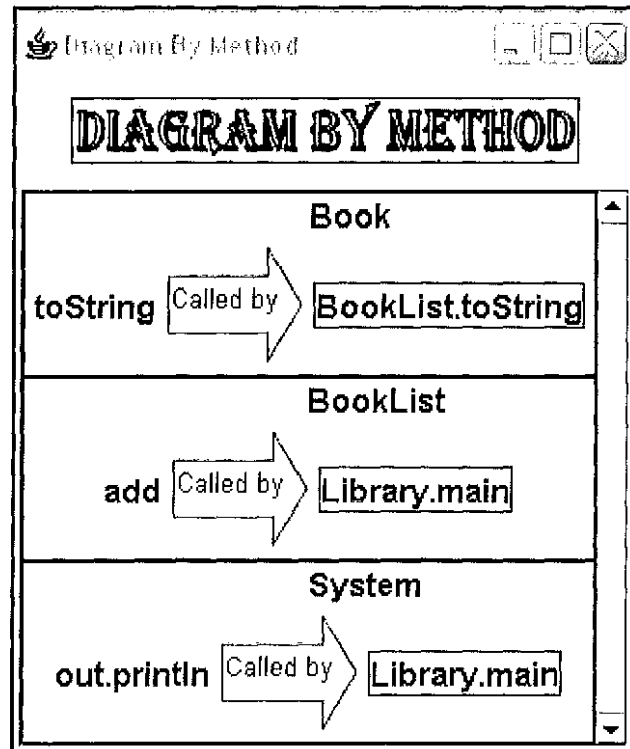 Diagram By Method
DIAGRAM BY METHOD
Book
toString Called by BookList.toString
BookList
add Called by Library.main
System
out.println Called by Library.main